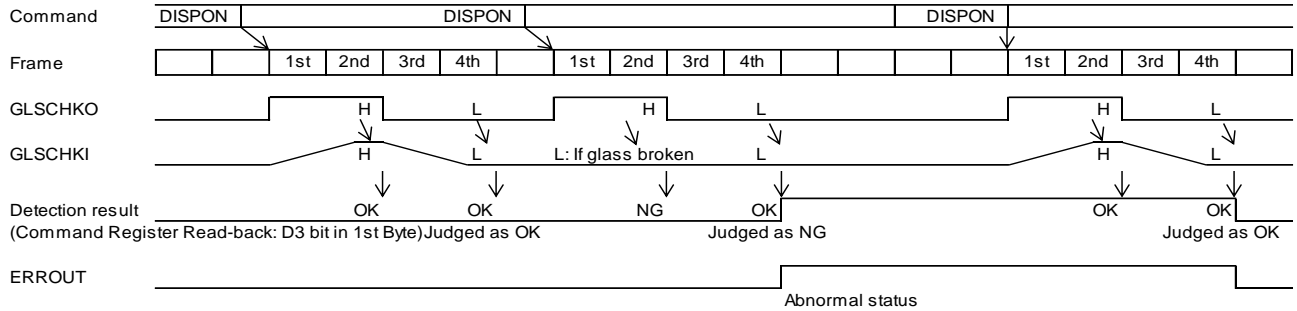 Command DISPON DISPON DISPON
Frame 1st 2nd 3rd 4th 1st 2nd 3rd 4th 1st 2nd 3rd 4th
GLSCHKO H L H L H L
GLSCHKI H L L: If glass broken L H L
Detection result OK OK NG OK OK OK
(Command Register Read-back: D3 bit in 1st Byte) Judged as OK Judged as NG Judged as OK
ERROUT
Abnormal status